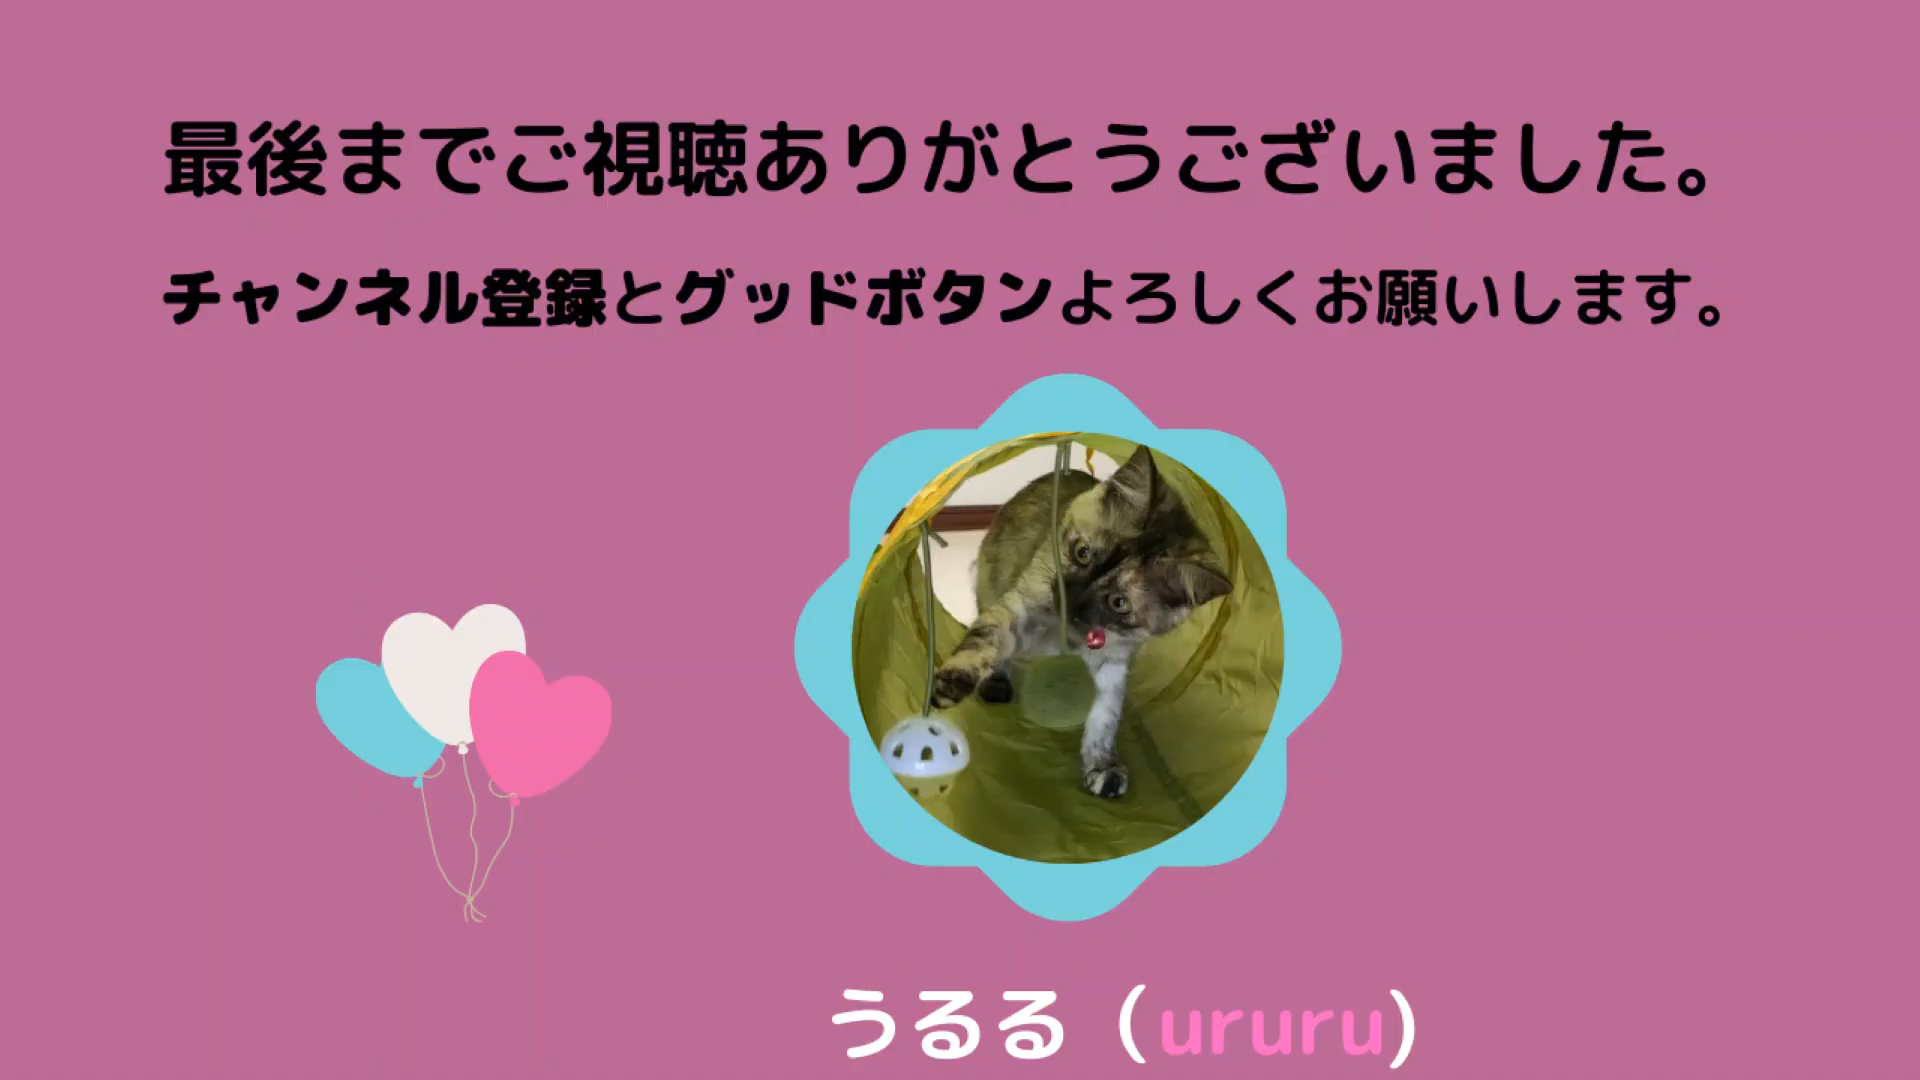 最後までご視聴ありがとうございました。
チャンネル登録とグッドボタンよろしくお願いします。
うるる（ururu)